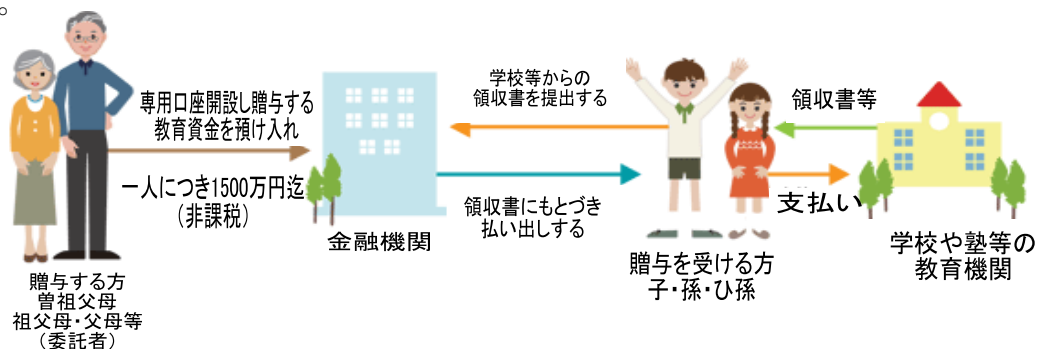 。
専用口座開設し贈与する
教育資金を預け入れ
一人につき1500万円迄
(非課税)
贈与する方
曽祖父母
祖父母・父母等
(委託者)
金融機関
学校等からの
領収書を提出する
領収書にもとづき
払い出しする
贈与を受ける方
子・孫・ひ孫
領収書等
支払い
学校や塾等の
教育機関